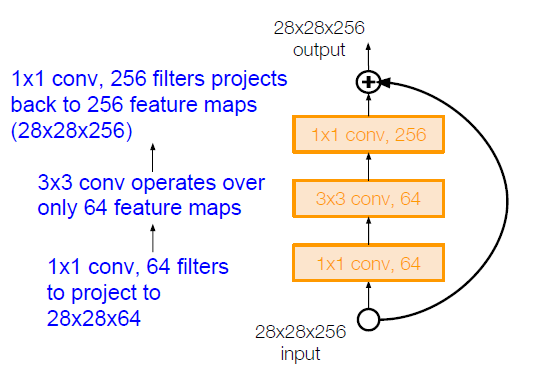 28x28x256
output
1x1 conv, 256 filters projects
back to 256 feature maps
(28x28x256)
3x3 conv operates over
only 64 feature maps
1x1 conv, 64 filters
to project to
28x28x64
+
1x1 conv, 256
3x3 conv, 64
1x1 conv, 64
28x28x256
input